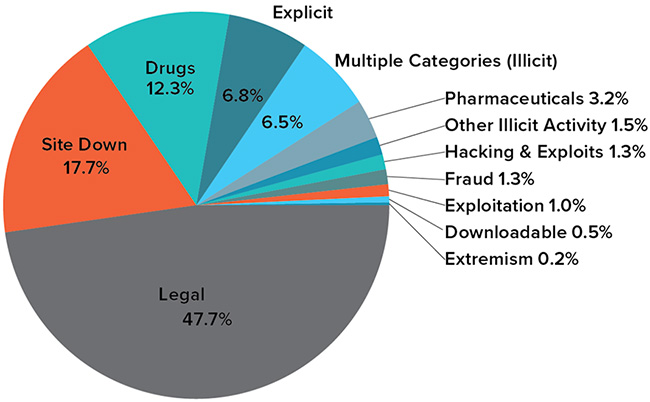 Explicit
6.8%
Multiple Categories (Illicit)
6.5%
Drugs
12.3%
Pharmaceuticals 3.2%
Other Illicit Activity 1.5%
Hacking & Exploits 1.3%
Fraud 1.3%
Exploitation 1.0%
Downloadable 0.5%
Extremism 0.2%
Site Down
17.7%
Legal
47.7%